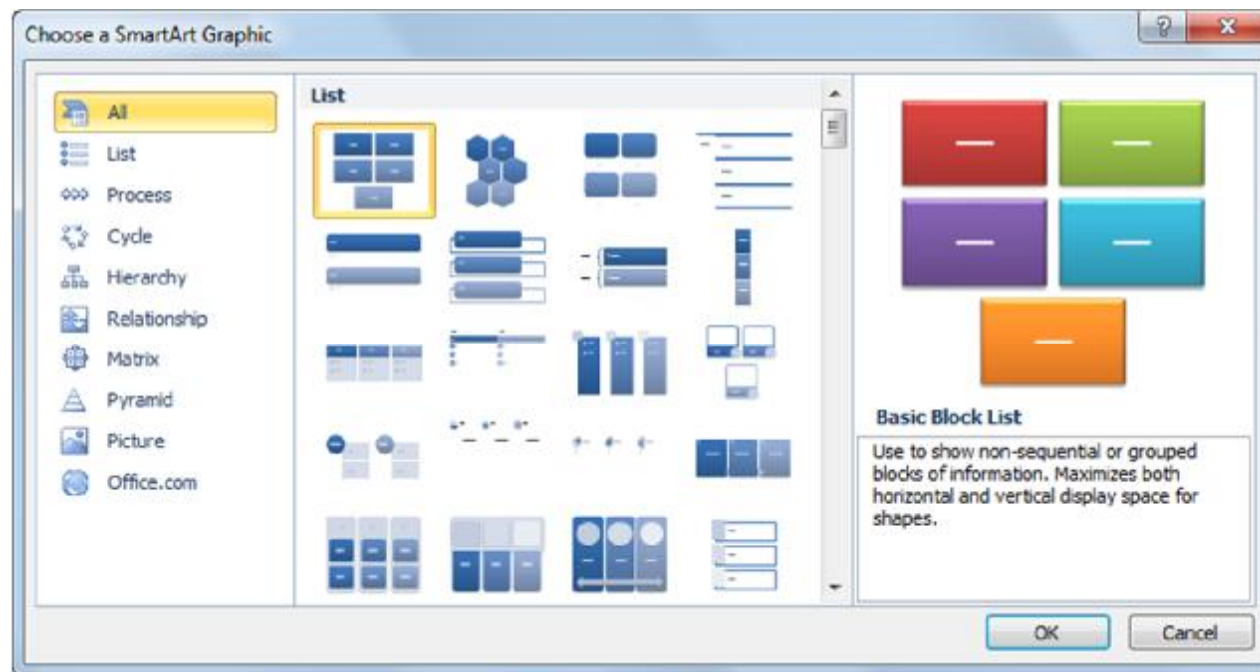 Choose a SmartArt Graphic
All
List
Process
Cycle
Hierarchy
Relationship
Matrix
Pyramid
Picture
Office.com
List
Basic Block List
Use to show non-sequential or grouped
blocks of information. Maximizes both
horizontal and vertical display space for
shapes.
OK
Cancel